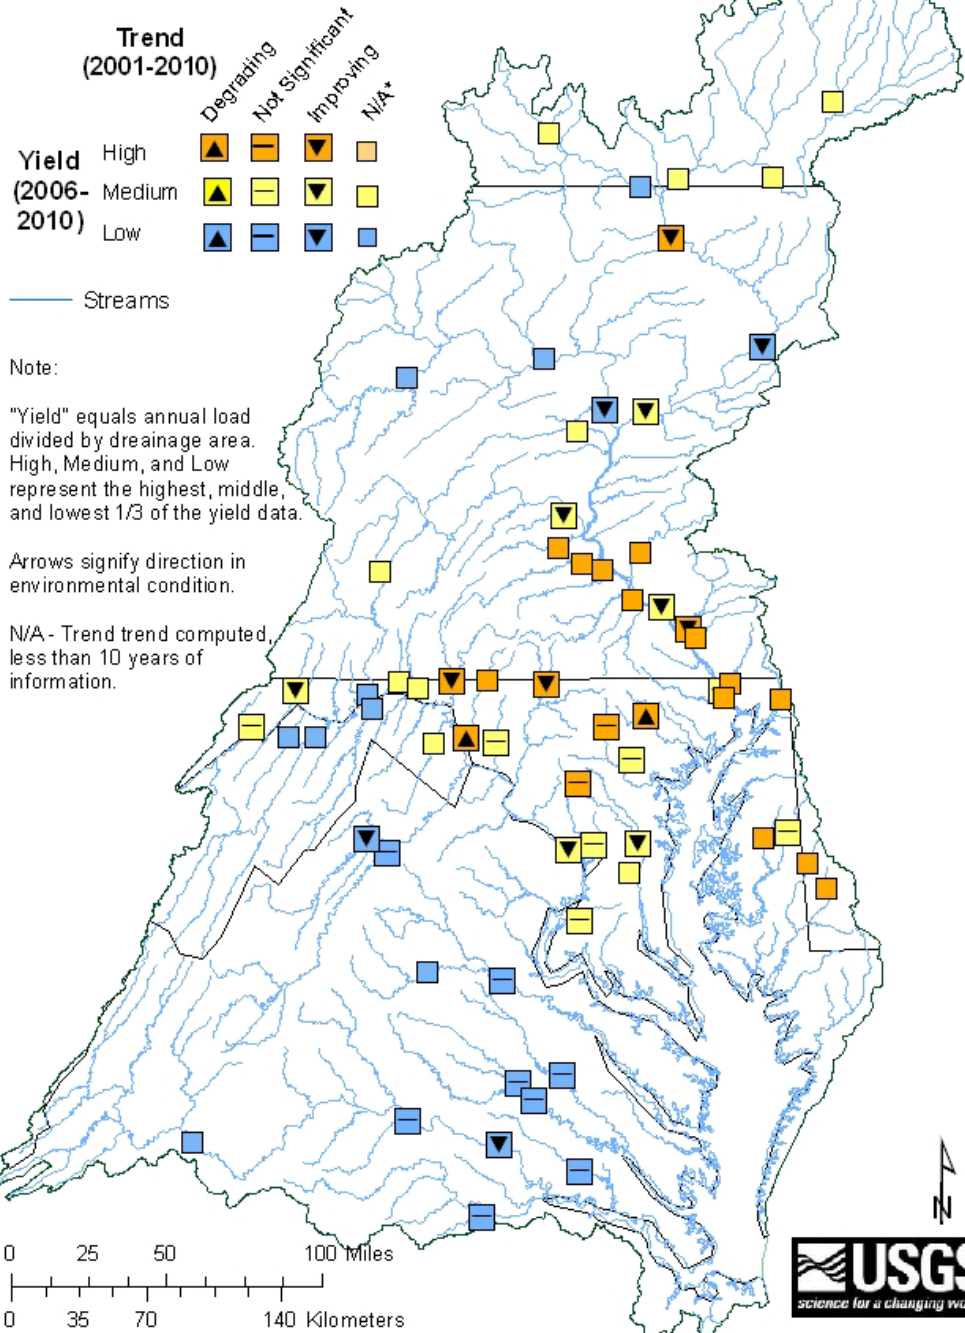 Trend
(2001-2010)
Degrading
Not Significant
Improving
N/A*
Yield
(2006-
2010)
High
Medium
Low
Streams
Note:
"Yield" equals annual load
divided by dreainage area.
High, Medium, and Low
represent the highest, middle,
and lowest 1/3 of the yield data.
Arrows signify direction in
environmental condition.
N/A - Trend trend computed,
less than 10 years of
information.
0 25 50 100 Miles
0 35 70 140 Kilometers
N
USGS
science for a changing wo